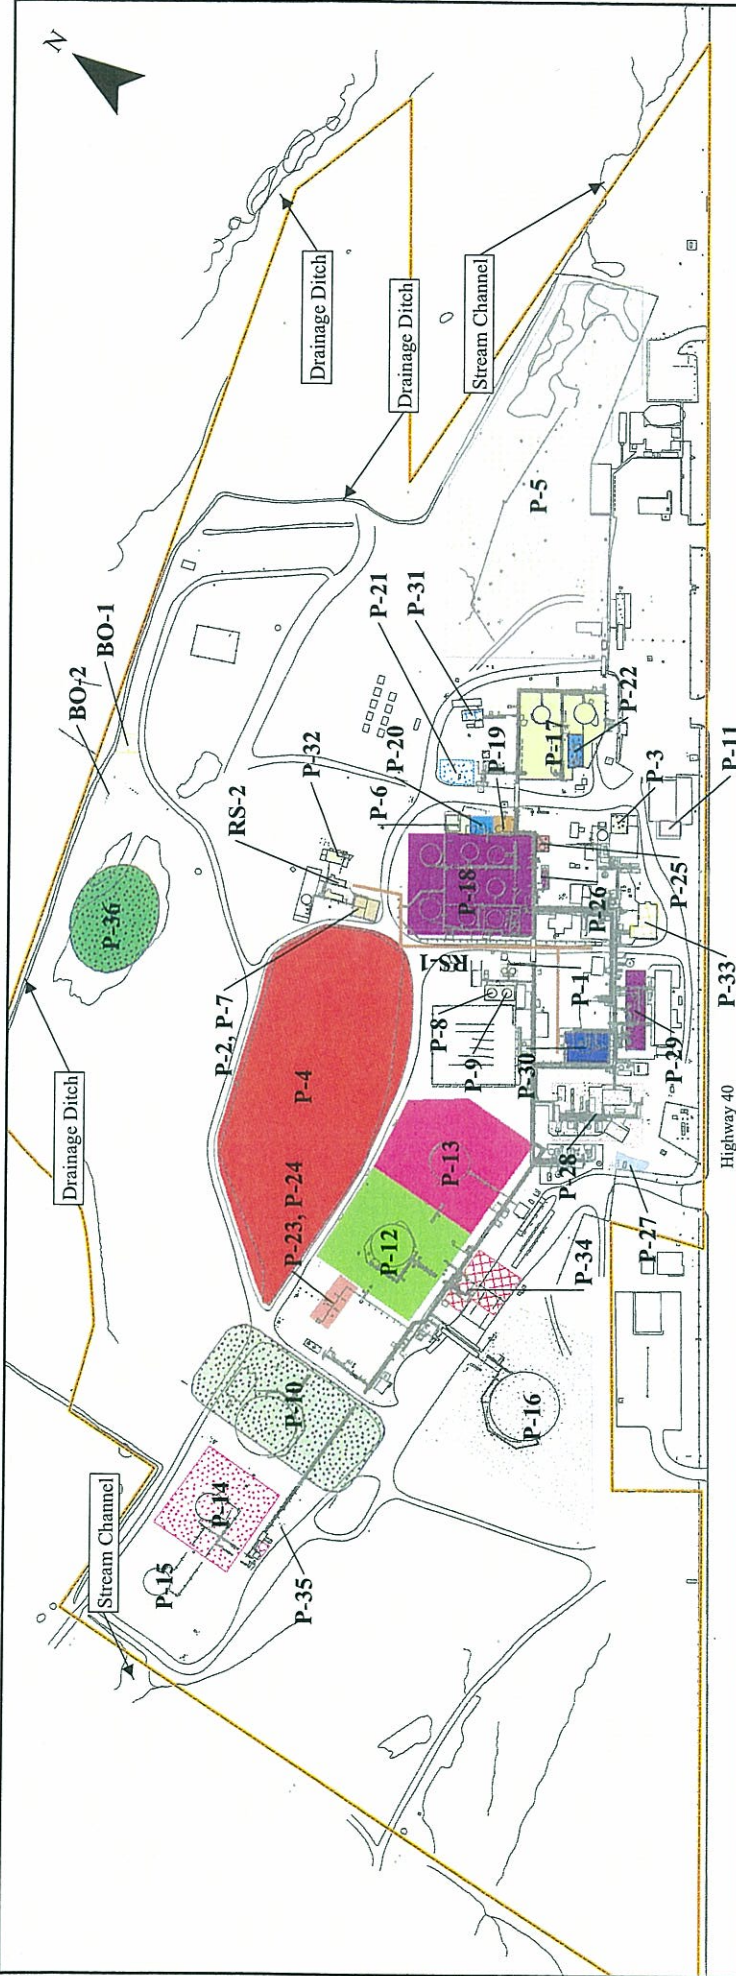 N
Drainage Ditch
Drainage Ditch
Stream Channel
P-5
BO-2
BO-1
P-21
P-31
P-32
P-20
P-19
P-17
P-22
P-6
RS-2
P-3
P-11
P-36
P-18
P-26
P-25
RS-1
P-33
Drainage Ditch
P-2, P-7
P-4
P-8
P-9
P-1
P-30
P-29
Highway 40
P-13
P-28
P-23, P-24
P-12
P-34
P-27
P-10
P-16
Stream Channel
P-14
P-15
P-35